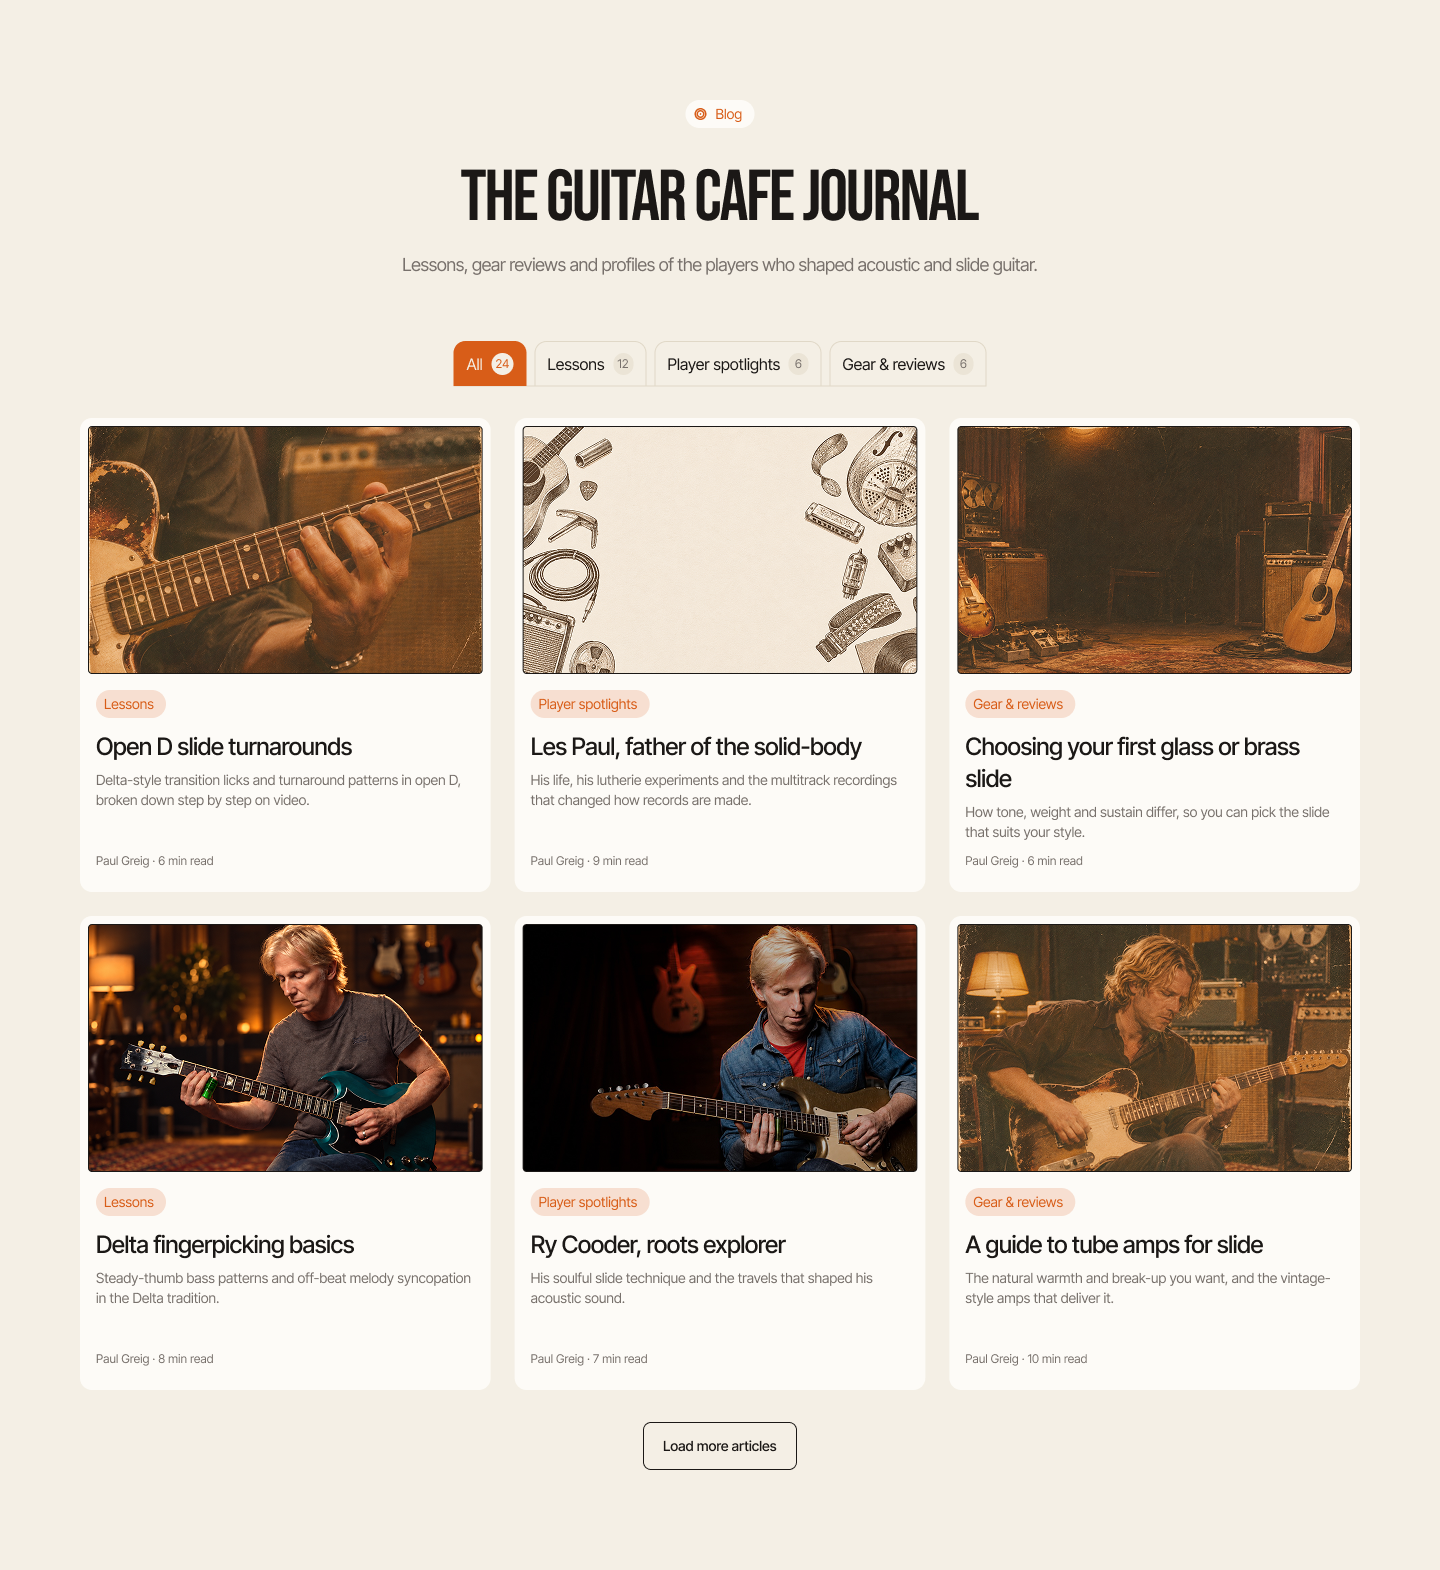 Blog
THE GUITAR CAFE JOURNAL
Lessons, gear reviews and profiles of the players who shaped acoustic and slide guitar.
All 24
Lessons 12
Player spotlights 6
Gear & reviews 6
Lessons
Open D slide turnarounds
Delta-style transition licks and turnaround patterns in open D,
broken down step by step on video.
Paul Greig · 6 min read
Player spotlights
Les Paul, father of the solid-body
His life, his lutherie experiments and the multitrack recordings
that changed how records are made.
Paul Greig · 9 min read
Gear & reviews
Choosing your first glass or brass
slide
How tone, weight and sustain differ, so you can pick the slide
that suits your style.
Paul Greig · 6 min read
Lessons
Delta fingerpicking basics
Steady-thumb bass patterns and off-beat melody syncopation
in the Delta tradition.
Paul Greig · 8 min read
Player spotlights
Ry Cooder, roots explorer
His soulful slide technique and the travels that shaped his
acoustic sound.
Paul Greig · 7 min read
Gear & reviews
A guide to tube amps for slide
The natural warmth and break-up you want, and the vintage-
style amps that deliver it.
Paul Greig · 10 min read
Load more articles